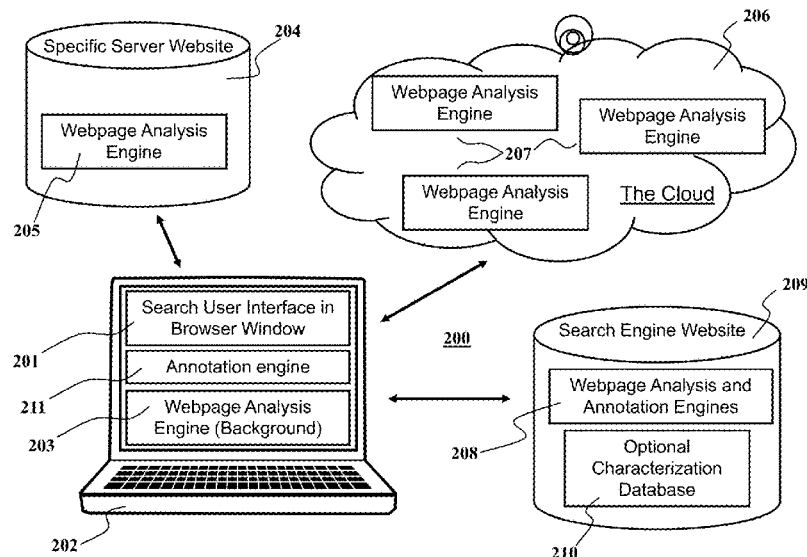 Specific Server Website
204
Webpage Analysis
Engine
205
206
Webpage Analysis
Engine
Webpage Analysis
Engine
207
Webpage Analysis
Engine
The Cloud
Search User Interface in
Browser Window
201
Annotation engine
211
Webpage Analysis
Engine (Background)
203
202
200
209
Search Engine Website
Webpage Analysis and
Annotation Engines
208
Optional
Characterization
Database
210